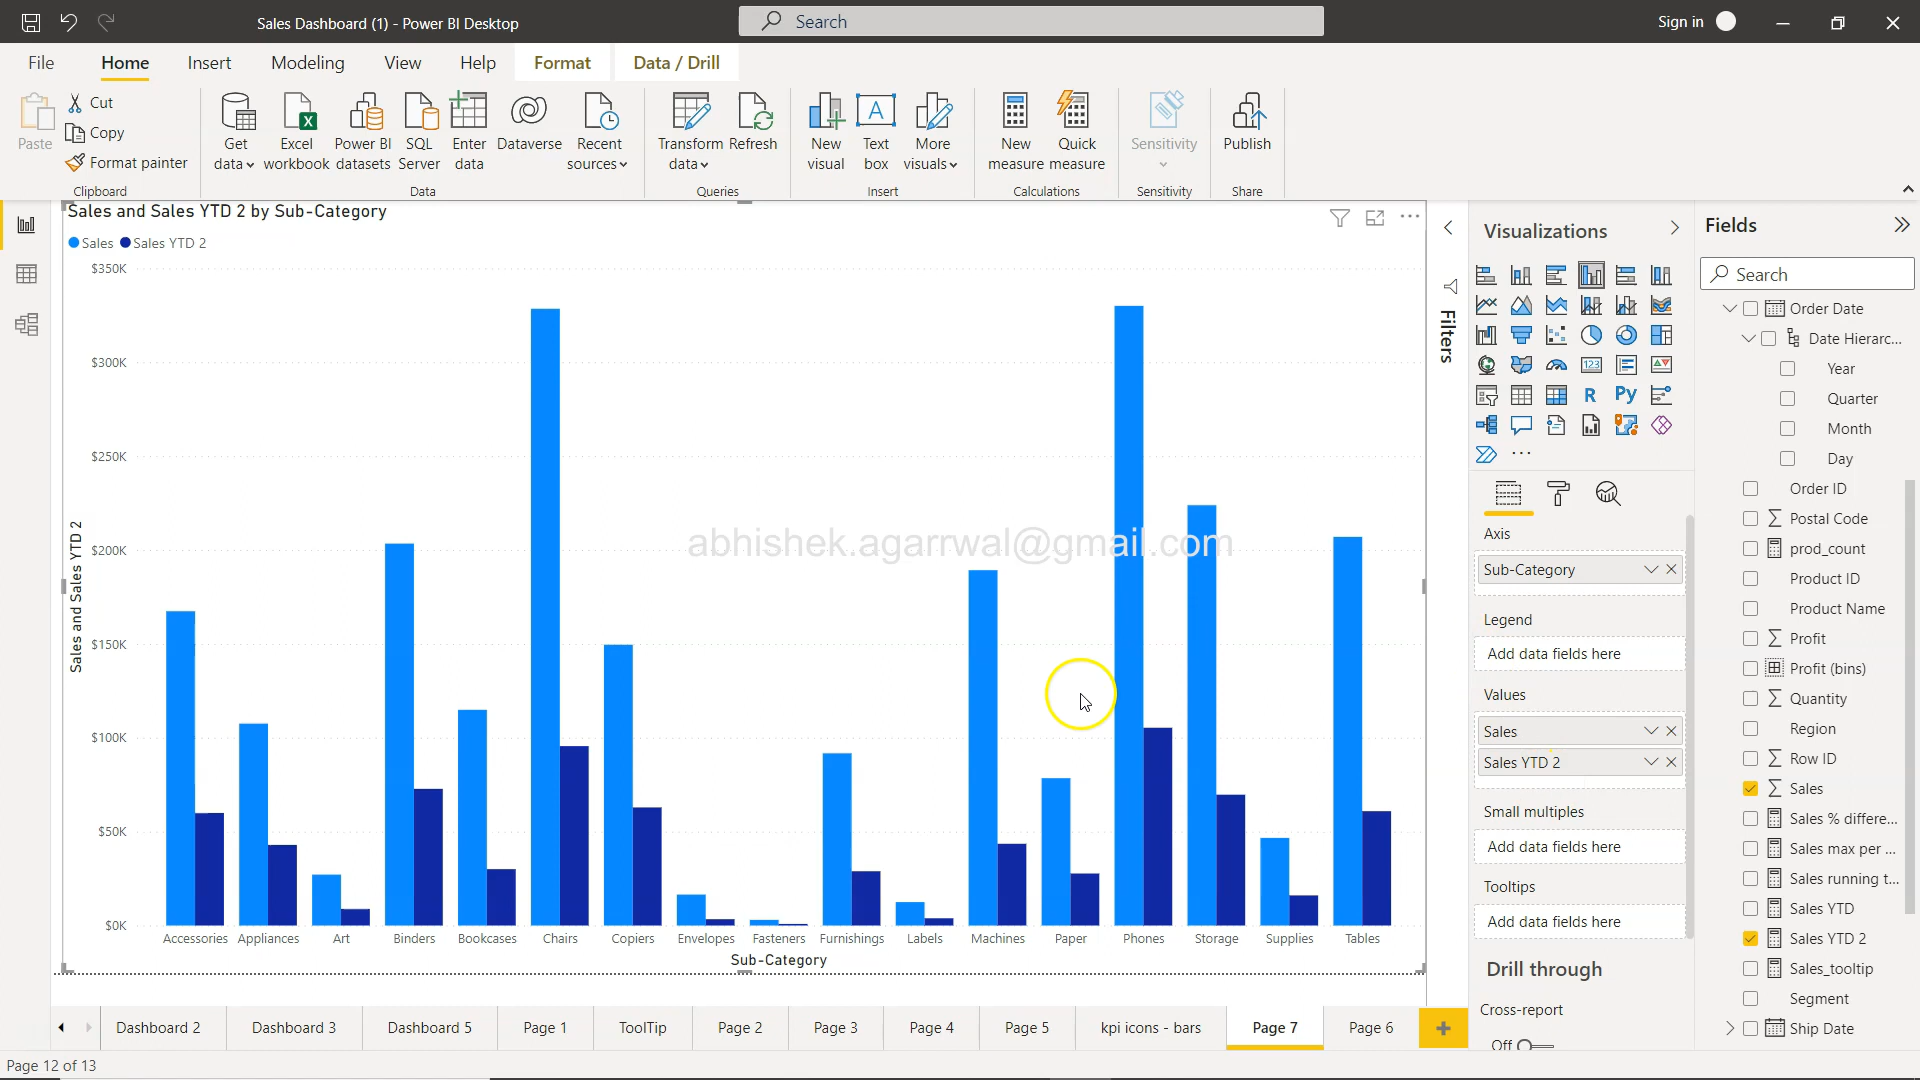 Sales Dashboard (1) - Power BI Desktop
Search
Sign in
File
Home
Insert
Modeling
View
Help
Format
Data / Drill
Paste
Cut
Copy
Format painter
Clipboard
Get data
Excel workbook
Power BI datasets
SQL Server
Enter data
Dataverse
Recent sources
Data
Transform data
Refresh
Queries
New visual
Text box
More visuals
Insert
New measure
Quick measure
Calculations
Sensitivity
Sensitivity
Publish
Share
Sales and Sales YTD 2 by Sub-Category
Sales
Sales YTD 2
$350K
$300K
$250K
$200K
$150K
$100K
$50K
$0K
Sales and Sales YTD 2
Accessories
Appliances
Art
Binders
Bookcases
Chairs
Copiers
Envelopes
Fasteners
Furnishings
Labels
Machines
Paper
Phones
Storage
Supplies
Tables
Sub-Category
abhishek.agarrwal@gmail.com
Filters
Visualizations
R
Py
123
Axis
Sub-Category
Legend
Add data fields here
Values
Sales
Sales YTD 2
Small multiples
Add data fields here
Tooltips
Add data fields here
Drill through
Cross-report
Off
Fields
Search
Order Date
Date Hierarc...
Year
Quarter
Month
Day
Order ID
Postal Code
prod_count
Product ID
Product Name
Profit
Profit (bins)
Quantity
Region
Row ID
Sales
Sales % differe...
Sales max per ...
Sales running t...
Sales YTD
Sales YTD 2
Sales_tooltip
Segment
Ship Date
Dashboard 2
Dashboard 3
Dashboard 5
Page 1
ToolTip
Page 2
Page 3
Page 4
Page 5
kpi icons - bars
Page 7
Page 6
Page 12 of 13